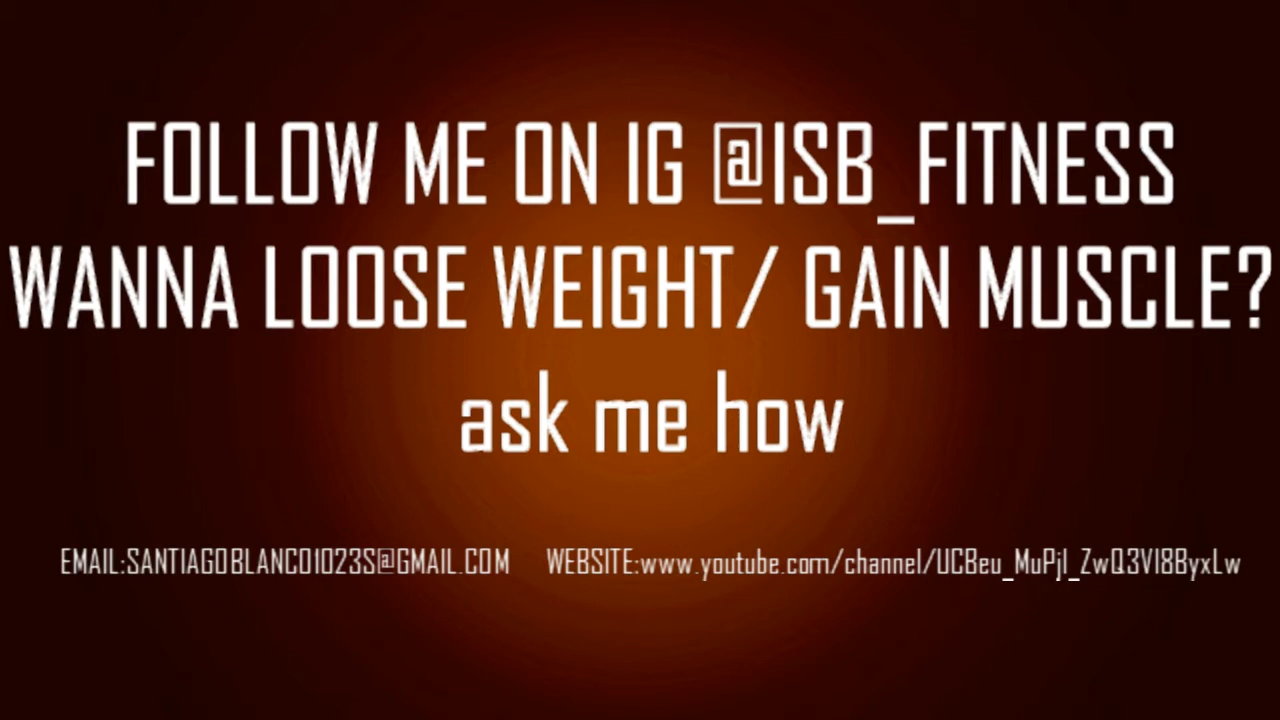 FOLLOW ME ON IG @ISB_FITNESS
WANNA LOOSE WEIGHT/ GAIN MUSCLE?
ask me how
EMAIL:SANTIAGOBLANCO1023S@GMAIL.COM WEBSITE:www.youtube.com/channel/UCBeu_MuPjI_ZwQ3VI8ByxLw